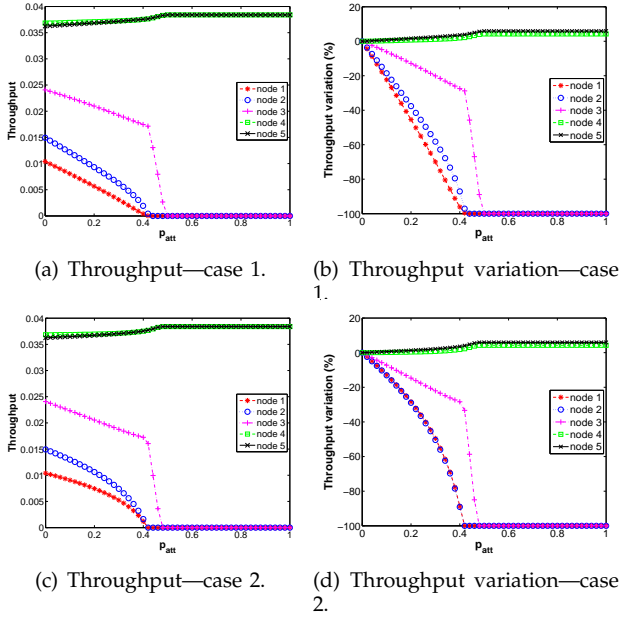 0.04
0.035
0.03
0.025
0.02
0.015
0.01
0.005
0
Throughput
0 0.2 0.4 0.6 0.8 1
p_att
node 1
node 2
node 3
node 4
node 5
(a) Throughput—case 1.
20
0
−20
−40
−60
−80
−100
Throughput variation (%)
0 0.2 0.4 0.6 0.8 1
p_att
node 1
node 2
node 3
node 4
node 5
(b) Throughput variation—case
1.
0.04
0.035
0.03
0.025
0.02
0.015
0.01
0.005
0
Throughput
0 0.2 0.4 0.6 0.8 1
p_att
node 1
node 2
node 3
node 4
node 5
(c) Throughput—case 2.
20
0
−20
−40
−60
−80
−100
Throughput variation (%)
0 0.2 0.4 0.6 0.8 1
p_att
node 1
node 2
node 3
node 4
node 5
(d) Throughput variation—case
2.